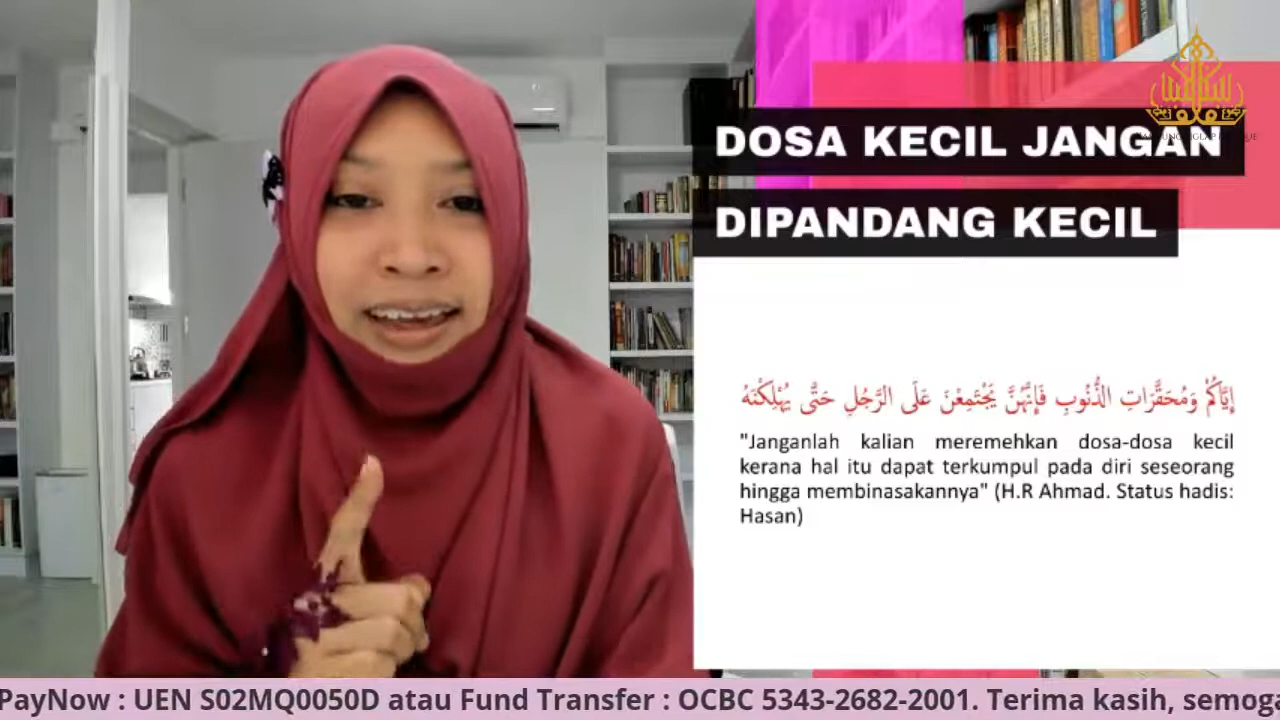 DOSA KECIL JANGAN
DIPANDANG KECIL
إِيَّاكُمْ وَمُحَقَّرَاتِ الذُّنُوبِ فَإِنَّهُنَّ يَجْتَمِعْنَ عَلَى الرَّجُلِ حَتَّى يُهْلِكْنَهُ
"Janganlah kalian meremehkan dosa-dosa kecil
kerana hal itu dapat terkumpul pada diri seseorang
hingga membinasakannya" (H.R Ahmad. Status hadis:
Hasan)
PayNow : UEN S02MQ0050D atau Fund Transfer : OCBC 5343-2682-2001. Terima kasih, semoga